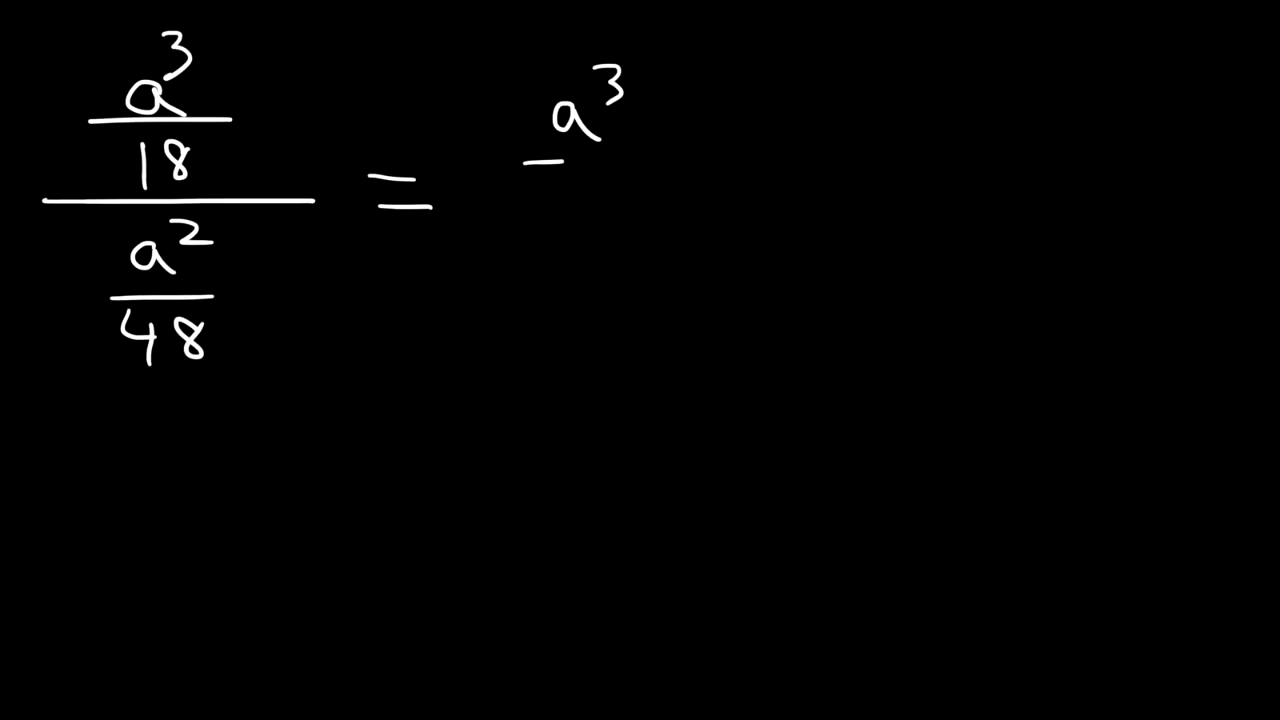 a³
18
a²
48
=
a³